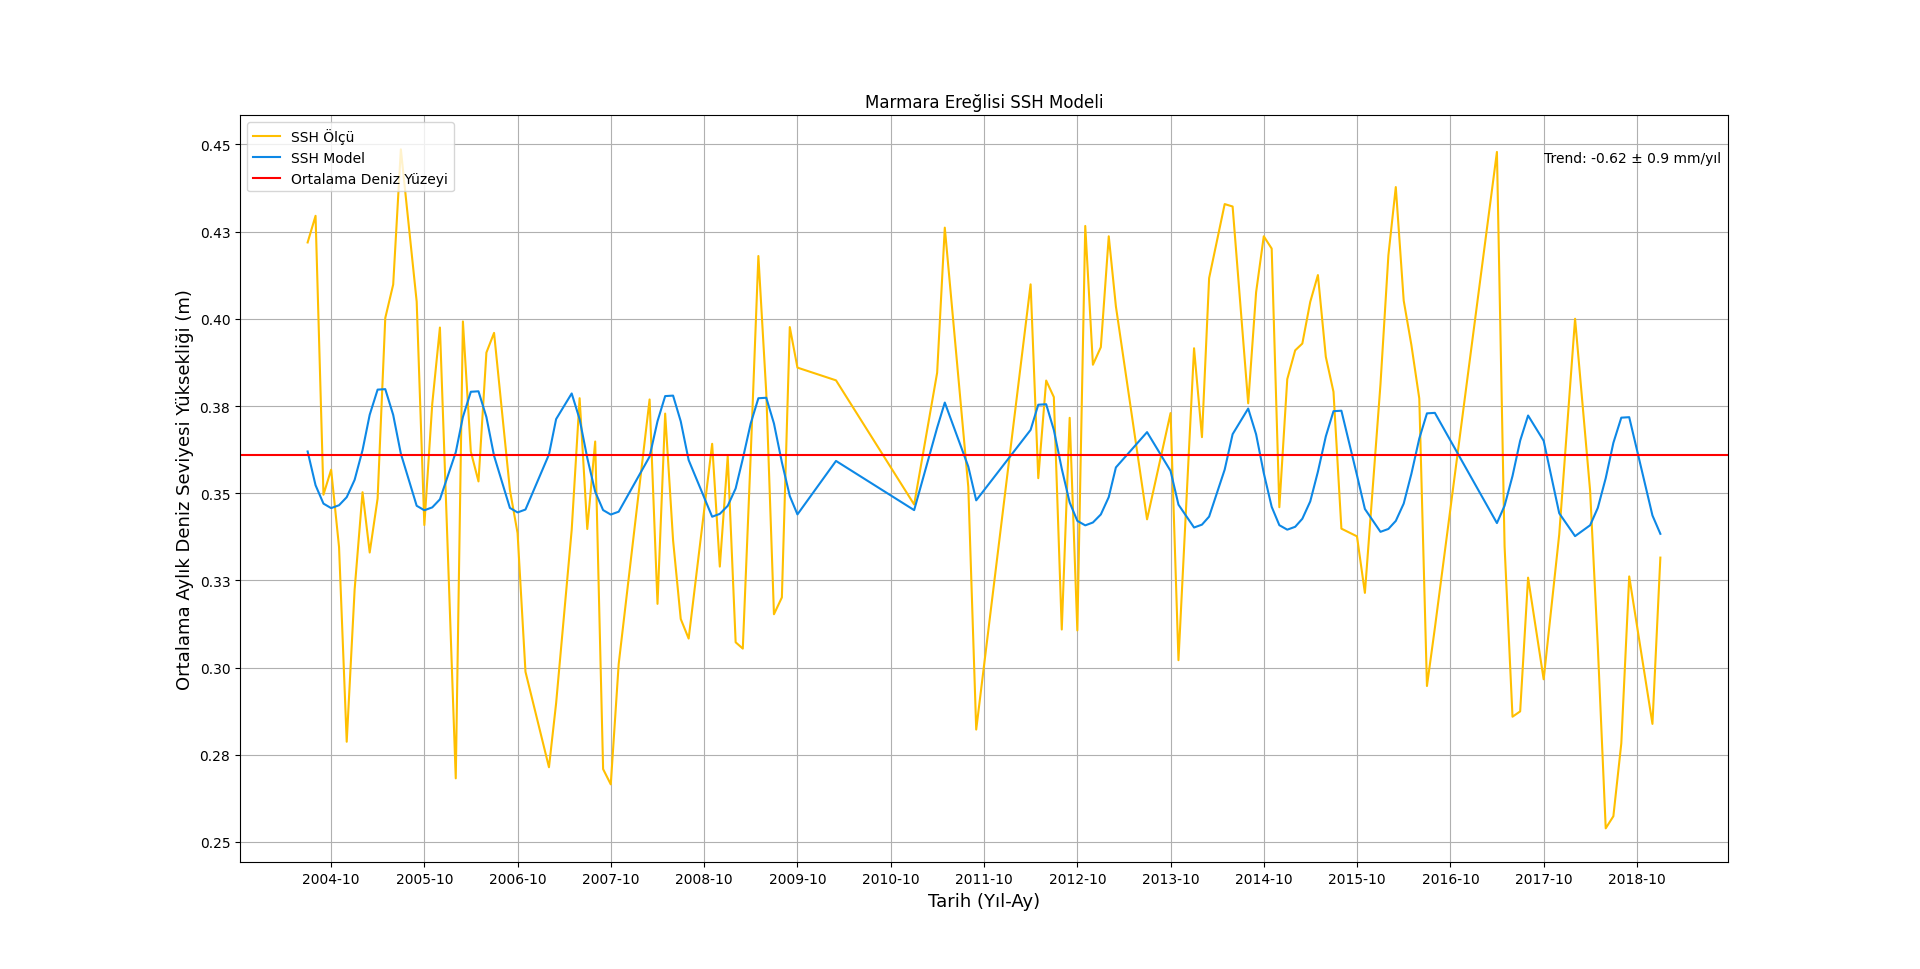 Marmara Ereğlisi SSH Modeli
SSH Ölçü
SSH Model
Ortalama Deniz Yüzeyi
Trend: -0.62 ± 0.9 mm/yıl
Ortalama Aylık Deniz Seviyesi Yüksekliği (m)
0.45
0.43
0.40
0.38
0.35
0.33
0.30
0.28
0.25
2004-10 2005-10 2006-10 2007-10 2008-10 2009-10 2010-10 2011-10 2012-10 2013-10 2014-10 2015-10 2016-10 2017-10 2018-10
Tarih (Yıl-Ay)